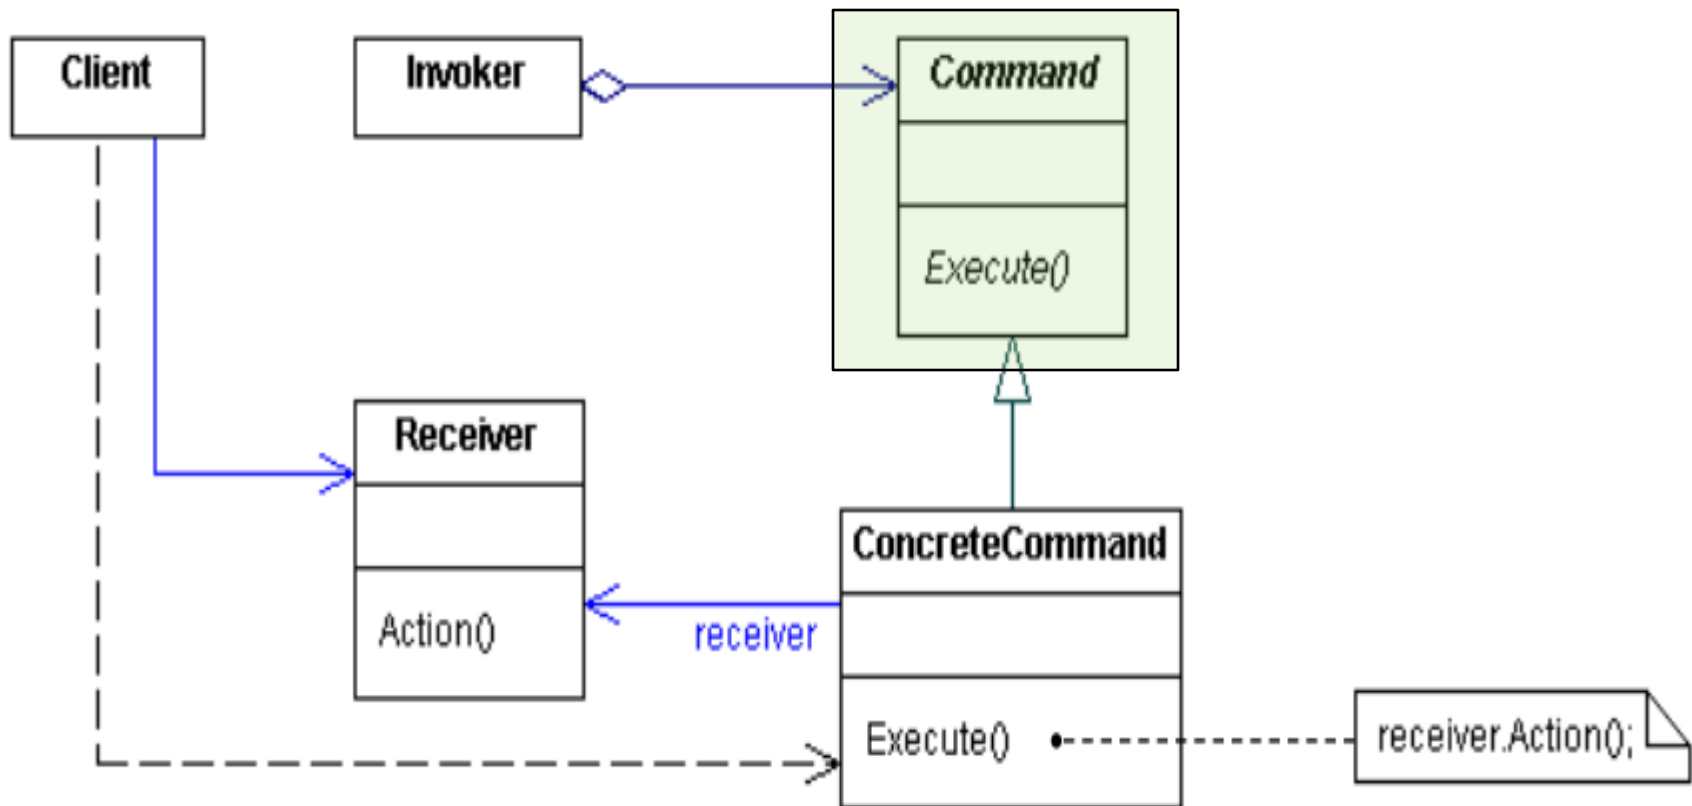 Client
Invoker
Command
Execute()
Receiver
Action()
receiver
ConcreteCommand
Execute()
receiver.Action();